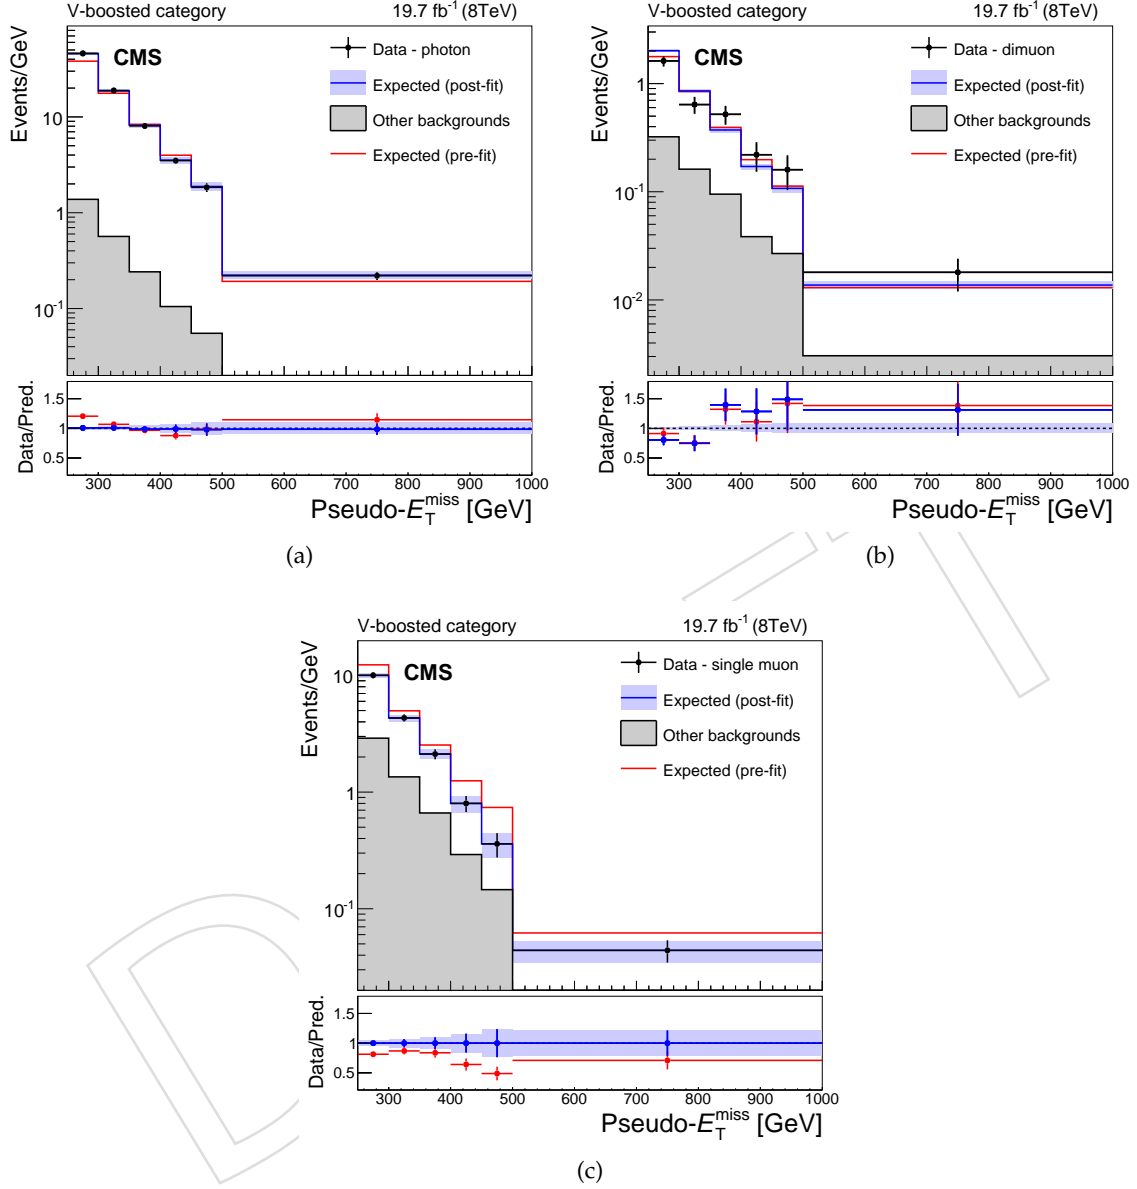 V-boosted category 19.7 fb⁻¹ (8TeV)
CMS
Data - photon
Expected (post-fit)
Other backgrounds
Expected (pre-fit)
Events/GeV
10
1
10⁻¹
Data/Pred.
1.5
1
0.5
300 400 500 600 700 800 900 1000
Pseudo-E_T^miss [GeV]
(a)
V-boosted category 19.7 fb⁻¹ (8TeV)
CMS
Data - dimuon
Expected (post-fit)
Other backgrounds
Expected (pre-fit)
Events/GeV
1
10⁻¹
10⁻²
Data/Pred.
1.5
1
0.5
300 400 500 600 700 800 900 1000
Pseudo-E_T^miss [GeV]
(b)
V-boosted category 19.7 fb⁻¹ (8TeV)
CMS
Data - single muon
Expected (post-fit)
Other backgrounds
Expected (pre-fit)
Events/GeV
10
1
10⁻¹
Data/Pred.
1.5
1
0.5
300 400 500 600 700 800 900 1000
Pseudo-E_T^miss [GeV]
(c)